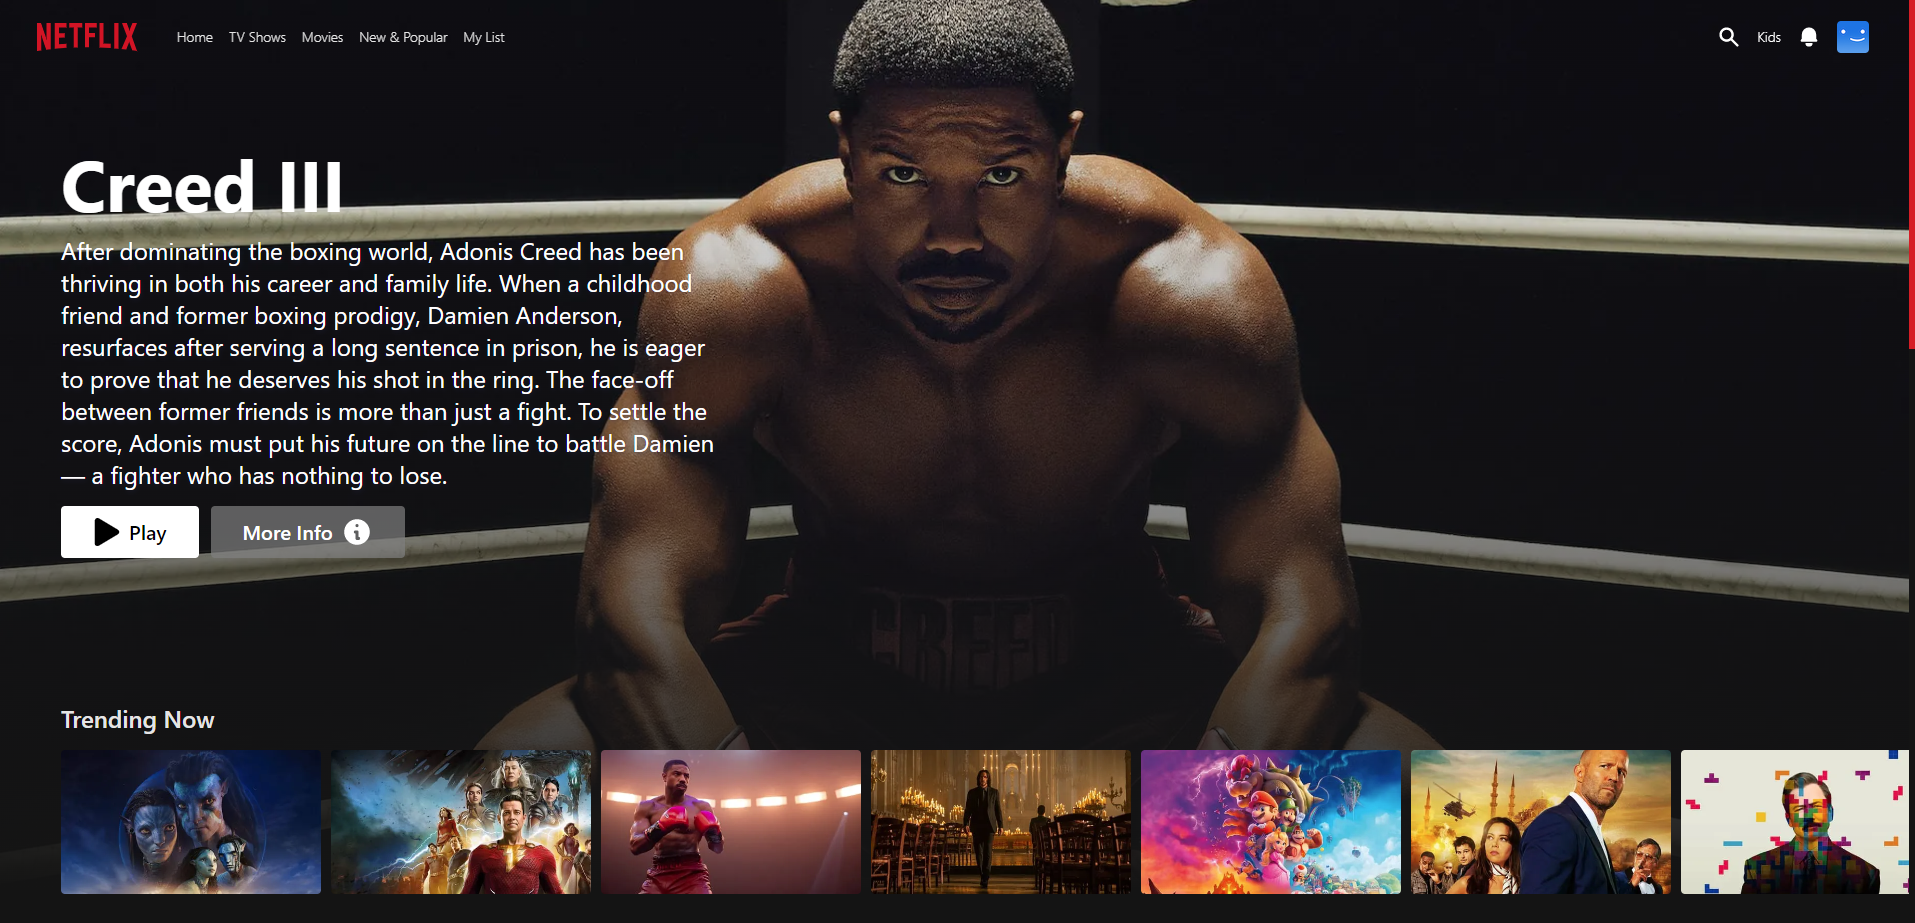 NETFLIX
Home
TV Shows
Movies
New & Popular
My List
Kids
Creed III
After dominating the boxing world, Adonis Creed has been
thriving in both his career and family life. When a childhood
friend and former boxing prodigy, Damien Anderson,
resurfaces after serving a long sentence in prison, he is eager
to prove that he deserves his shot in the ring. The face-off
between former friends is more than just a fight. To settle the
score, Adonis must put his future on the line to battle Damien
— a fighter who has nothing to lose.
Play
More Info
CREED
Trending Now